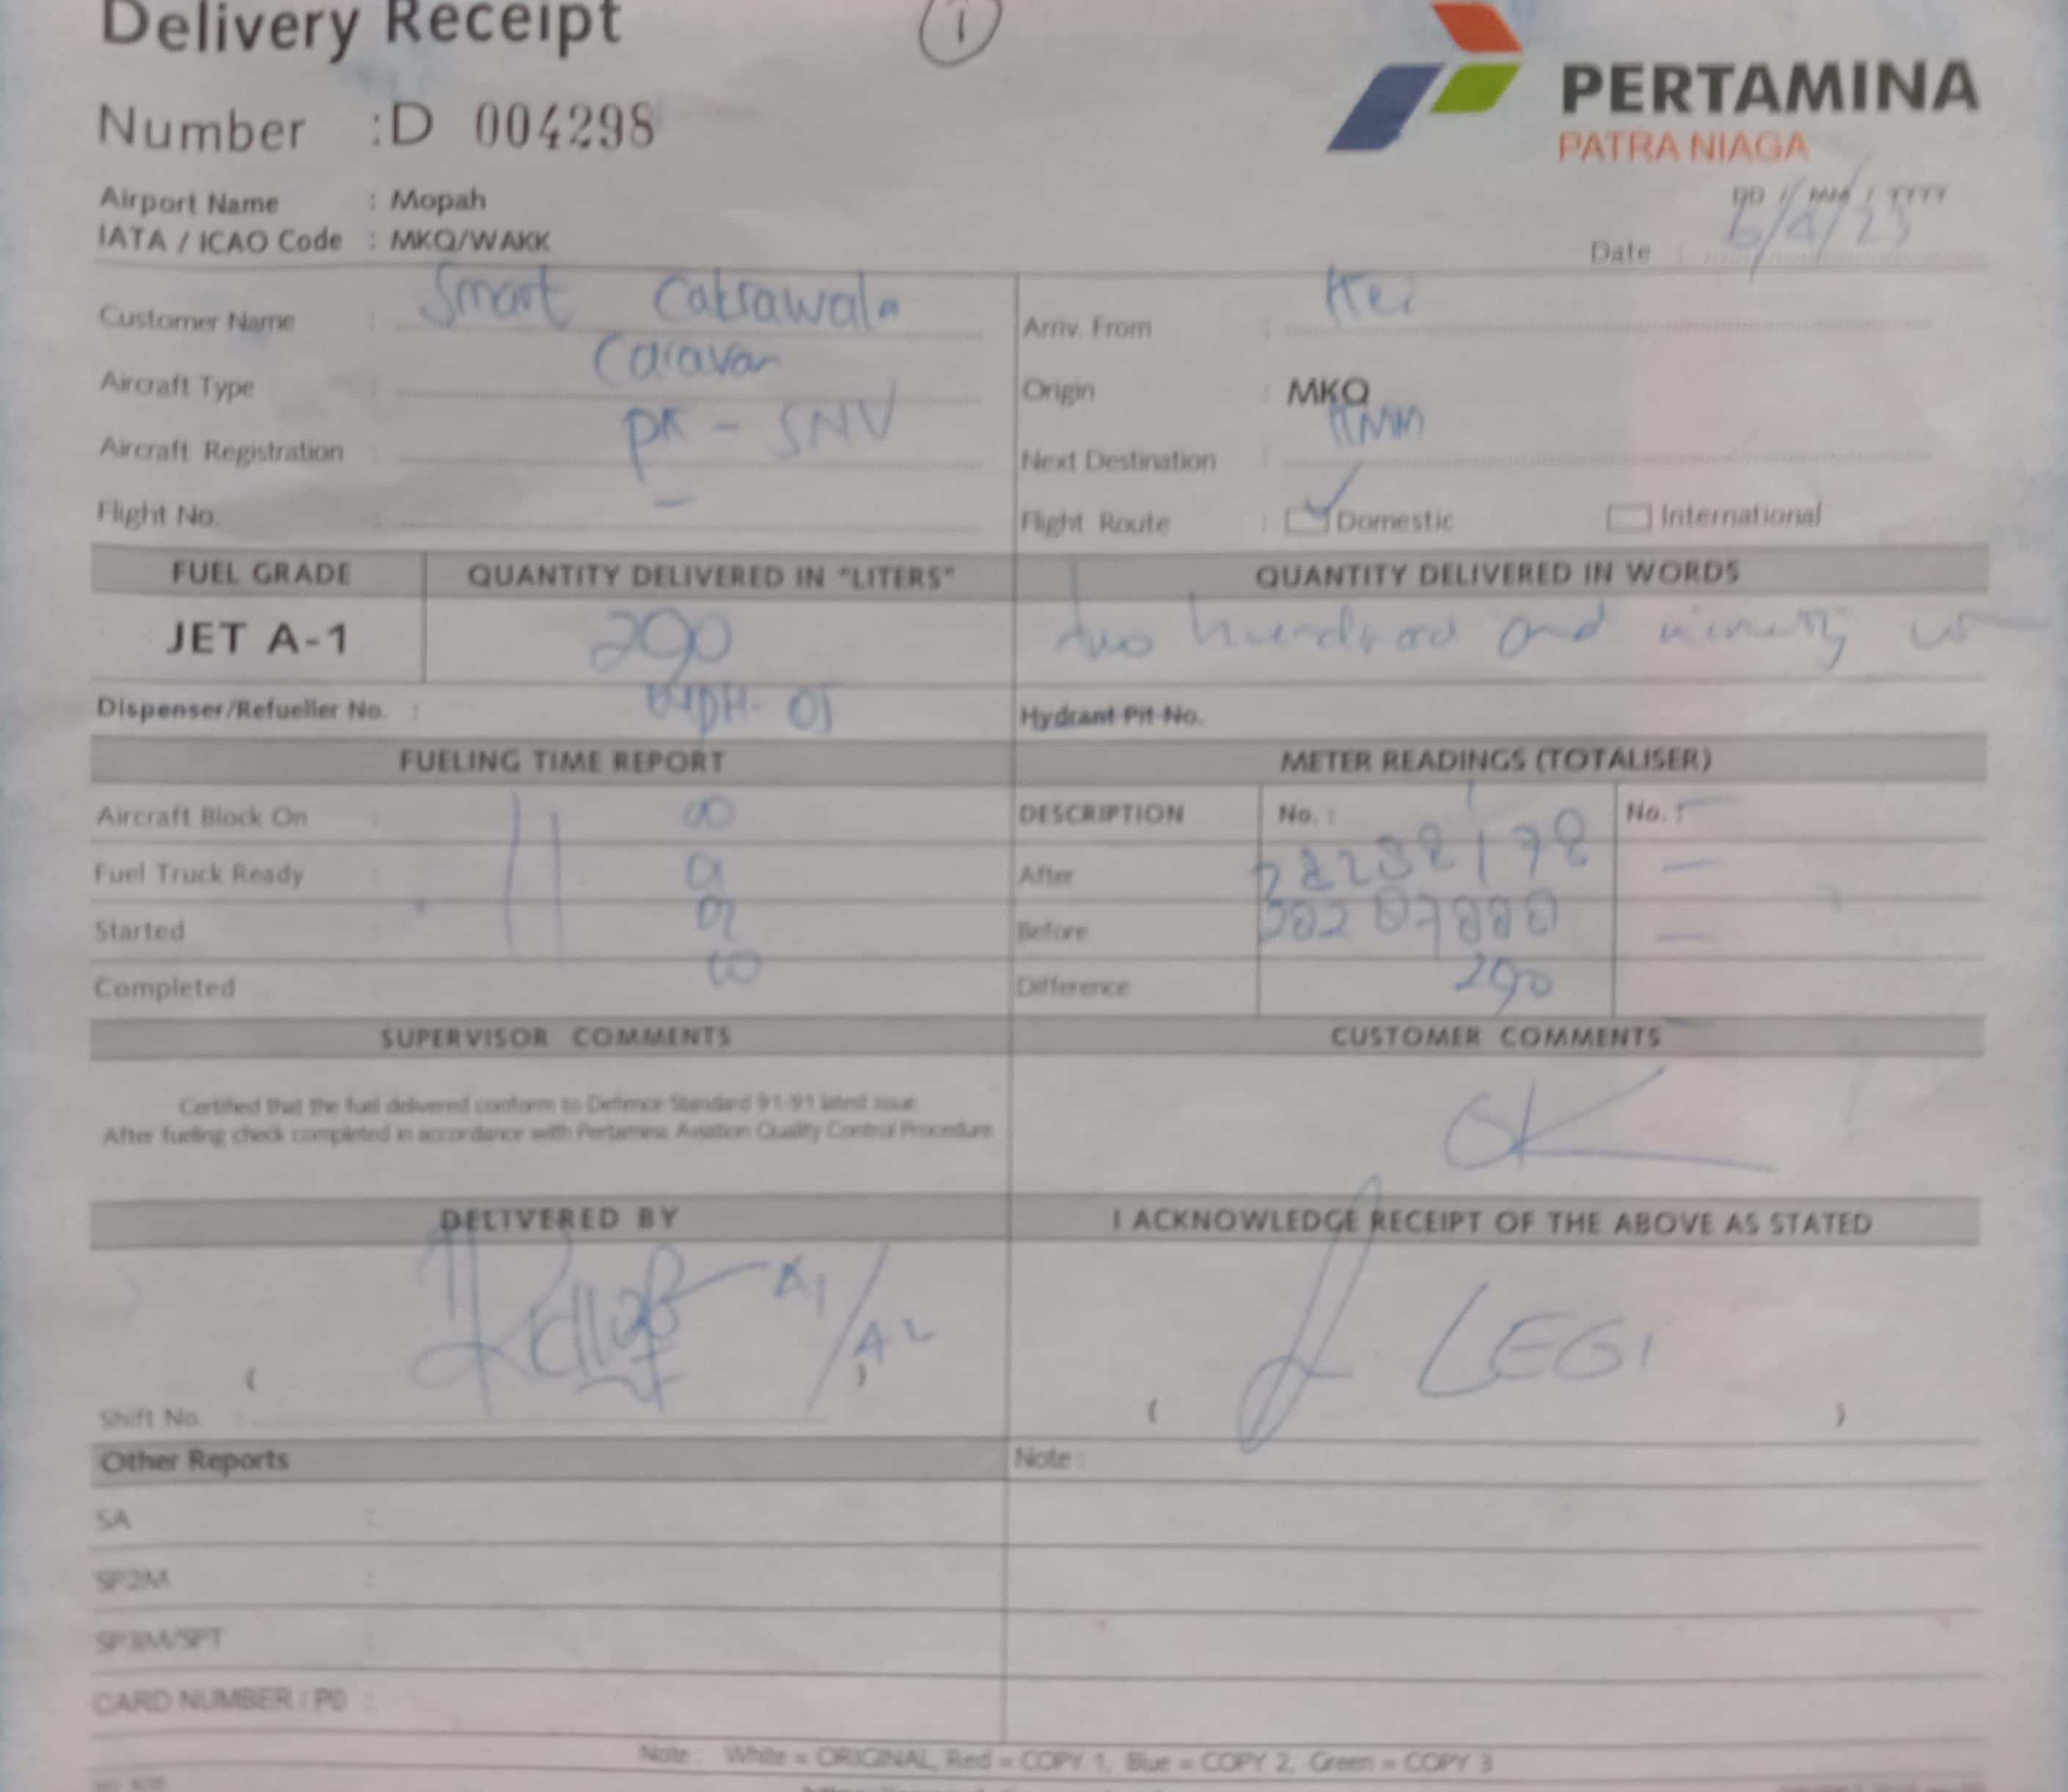 Delivery Receipt
1
Number : D 004298
PERTAMINA
PATRA NIAGA
Airport Name : Mopah
IATA / ICAO Code : MKQ/WAKK
DD / MM / YYYY
Date : 6/4/25
Customer Name : Smart Cakrawala
Arriv. From :
Aircraft Type : Caravan
Origin : MKQ
Aircraft Registration : PK - SNV
Next Destination :
Flight No. : -
Flight Route : Domestic International
FUEL GRADE QUANTITY DELIVERED IN "LITERS" QUANTITY DELIVERED IN WORDS
JET A-1 290 two hundred and ninety
Dispenser/Refueller No. :
Hydrant Pit No.
FUELING TIME REPORT METER READINGS (TOTALISER)
Aircraft Block On : 00
DESCRIPTION No. : No. : -
Fuel Truck Ready : 01
After -
Started : 02
Before -
Completed :
Difference 290
SUPERVISOR COMMENTS CUSTOMER COMMENTS
Certified that the fuel delivered conform to Defence Standard 91-91 latest issue.
After fueling check completed in accordance with Pertamina Aviation Quality Control Procedure
OK
DELIVERED BY I ACKNOWLEDGE RECEIPT OF THE ABOVE AS STATED
A1/A2
LEGI
( ) ( )
Shift No. :
Other Reports Note :
SA :
SP2M :
SP3M/SPT :
CARD NUMBER / PO :
Note : White = ORIGINAL, Red = COPY 1, Blue = COPY 2, Green = COPY 3